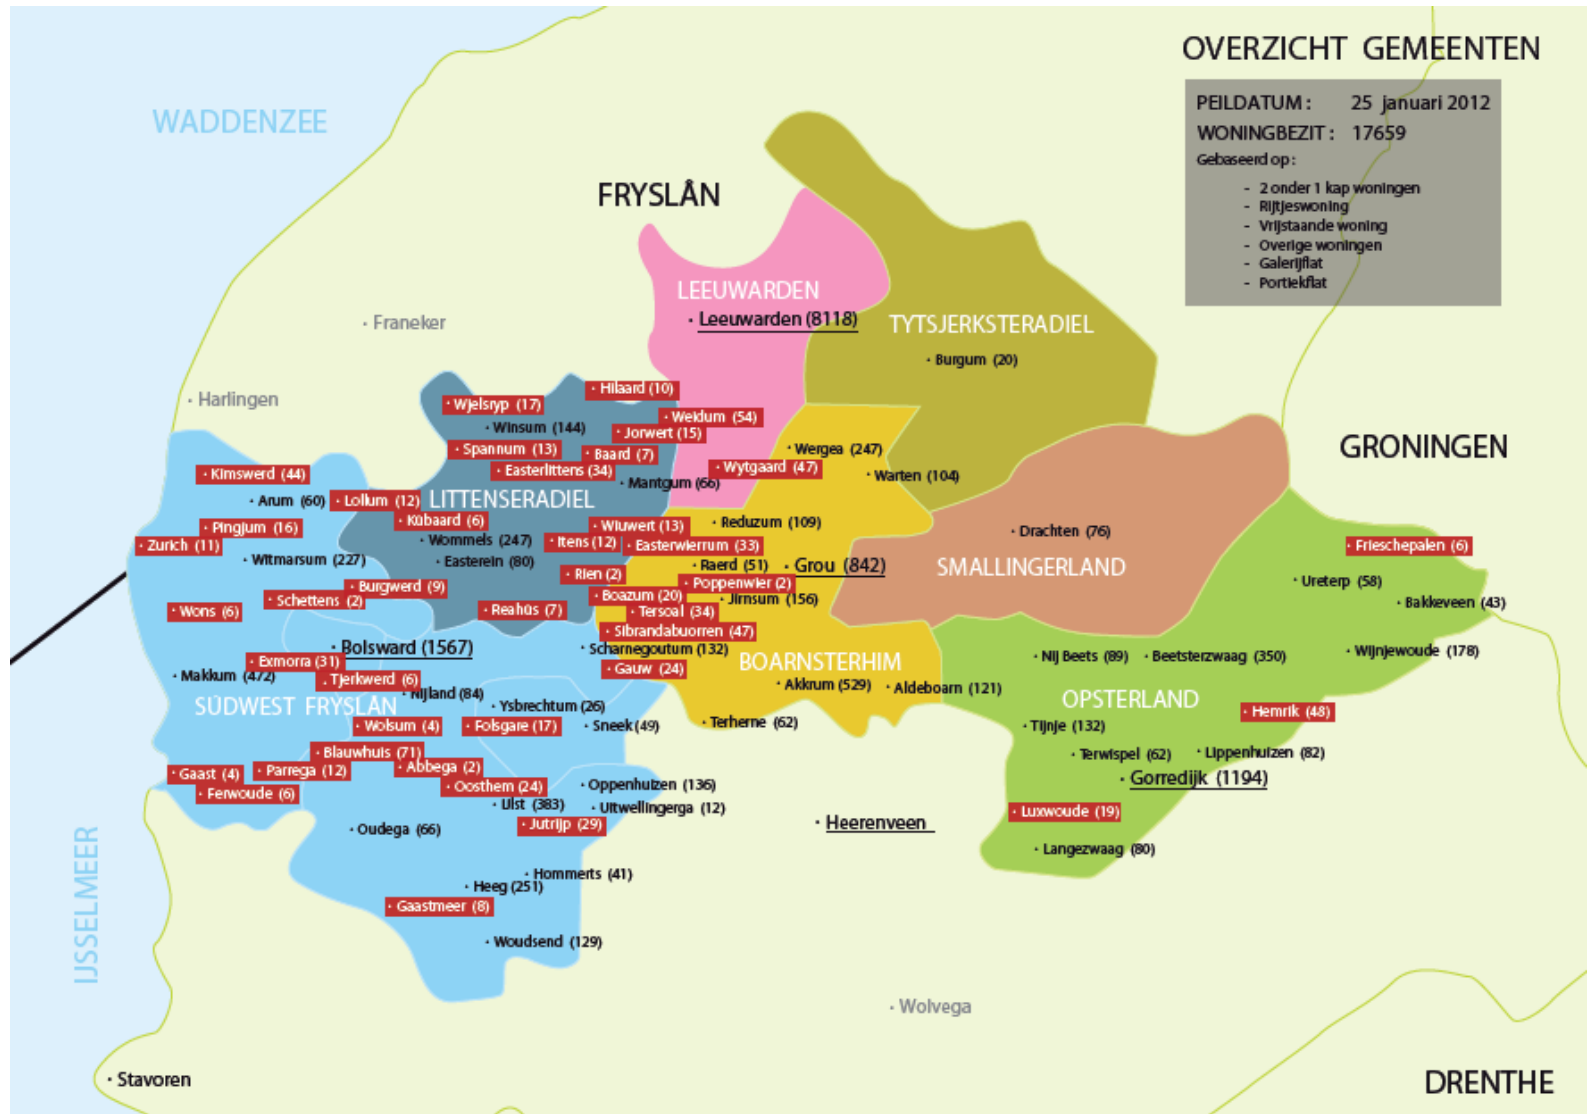 OVERZICHT GEMEENTEN
PEILDATUM : 25 januari 2012
WONINGBEZIT : 17659
Gebaseerd op :
- 2 onder 1 kap woningen
- Rijtjeswoning
- Vrijstaande woning
- Overige woningen
- Galerijflat
- Portiekflat
WADDENZEE
FRYSLÂN
LEEUWARDEN
· Leeuwarden (8118)
TYTSJERKSTERADIEL
· Franeker
· Burgum (20)
· Harlingen
· Hilaard (10)
· Wjelsryp (17)
· Weidum (54)
· Winsum (144)
· Jorwert (15)
GRONINGEN
· Spannum (13)
· Baard (7)
· Wergea (247)
· Easterlittens (34)
· Wytgaard (47)
· Kimswerd (44)
· Warten (104)
· Mantgum (66)
· Arum (60)
· Lollum (12)
LITTENSERADIEL
· Pingjum (16)
· Kûbaard (6)
· Wiuwert (13)
· Reduzum (109)
· Drachten (76)
· Zurich (11)
· Wommels (247)
· Itens (12)
· Easterwierrum (33)
· Frieschepalen (6)
· Witmarsum (227)
· Easterein (80)
· Raerd (51)
· Grou (842)
SMALLINGERLAND
· Rien (2)
· Poppenwier (2)
· Ureterp (58)
· Burgwerd (9)
· Schettens (2)
· Boazum (20)
· Jirnsum (156)
· Bakkeveen (43)
· Wons (6)
· Reahûs (7)
· Tersoal (34)
· Sibrandabuorren (47)
· Bolsward (1567)
· Scharnegoutum (132)
· Nij Beets (89)
· Beetsterzwaag (350)
· Wijnjewoude (178)
· Exmorra (31)
· Gauw (24)
BOARNSTERHIM
· Makkum (472)
· Tjerkwerd (6)
· Akkrum (529)
· Aldeboarn (121)
· Nijland (84)
OPSTERLAND
SÚDWEST FRYSLÂN
· Ysbrechtum (26)
· Hemrik (48)
· Wolsum (4)
· Folsgare (17)
· Sneek (49)
· Terherne (62)
· Tijnje (132)
· Blauwhuis (71)
· Terwispel (62)
· Lippenhuizen (82)
· Gaast (4)
· Parrega (12)
· Abbega (2)
· Gorredijk (1194)
· Ferwoude (6)
· Oosthem (24)
· Oppenhuizen (136)
· IJlst (383)
· Uitwellingerga (12)
· Luxwoude (19)
· Oudega (66)
· Jutrijp (29)
· Heerenveen
· Langezwaag (80)
IJSSELMEER
· Hommerts (41)
· Heeg (251)
· Gaastmeer (8)
· Woudsend (129)
· Wolvega
· Stavoren
DRENTHE